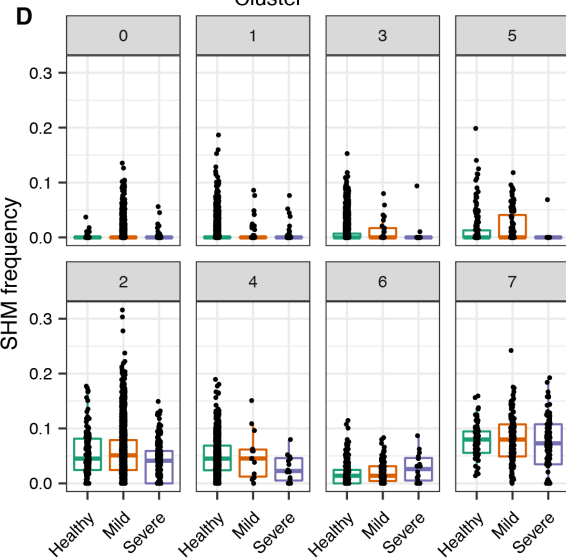 Cluster
D
0 1 3 5
0.3
0.2
0.1
0.0
SHM frequency
2 4 6 7
0.3
0.2
0.1
0.0
Healthy Mild Severe Healthy Mild Severe Healthy Mild Severe Healthy Mild Severe